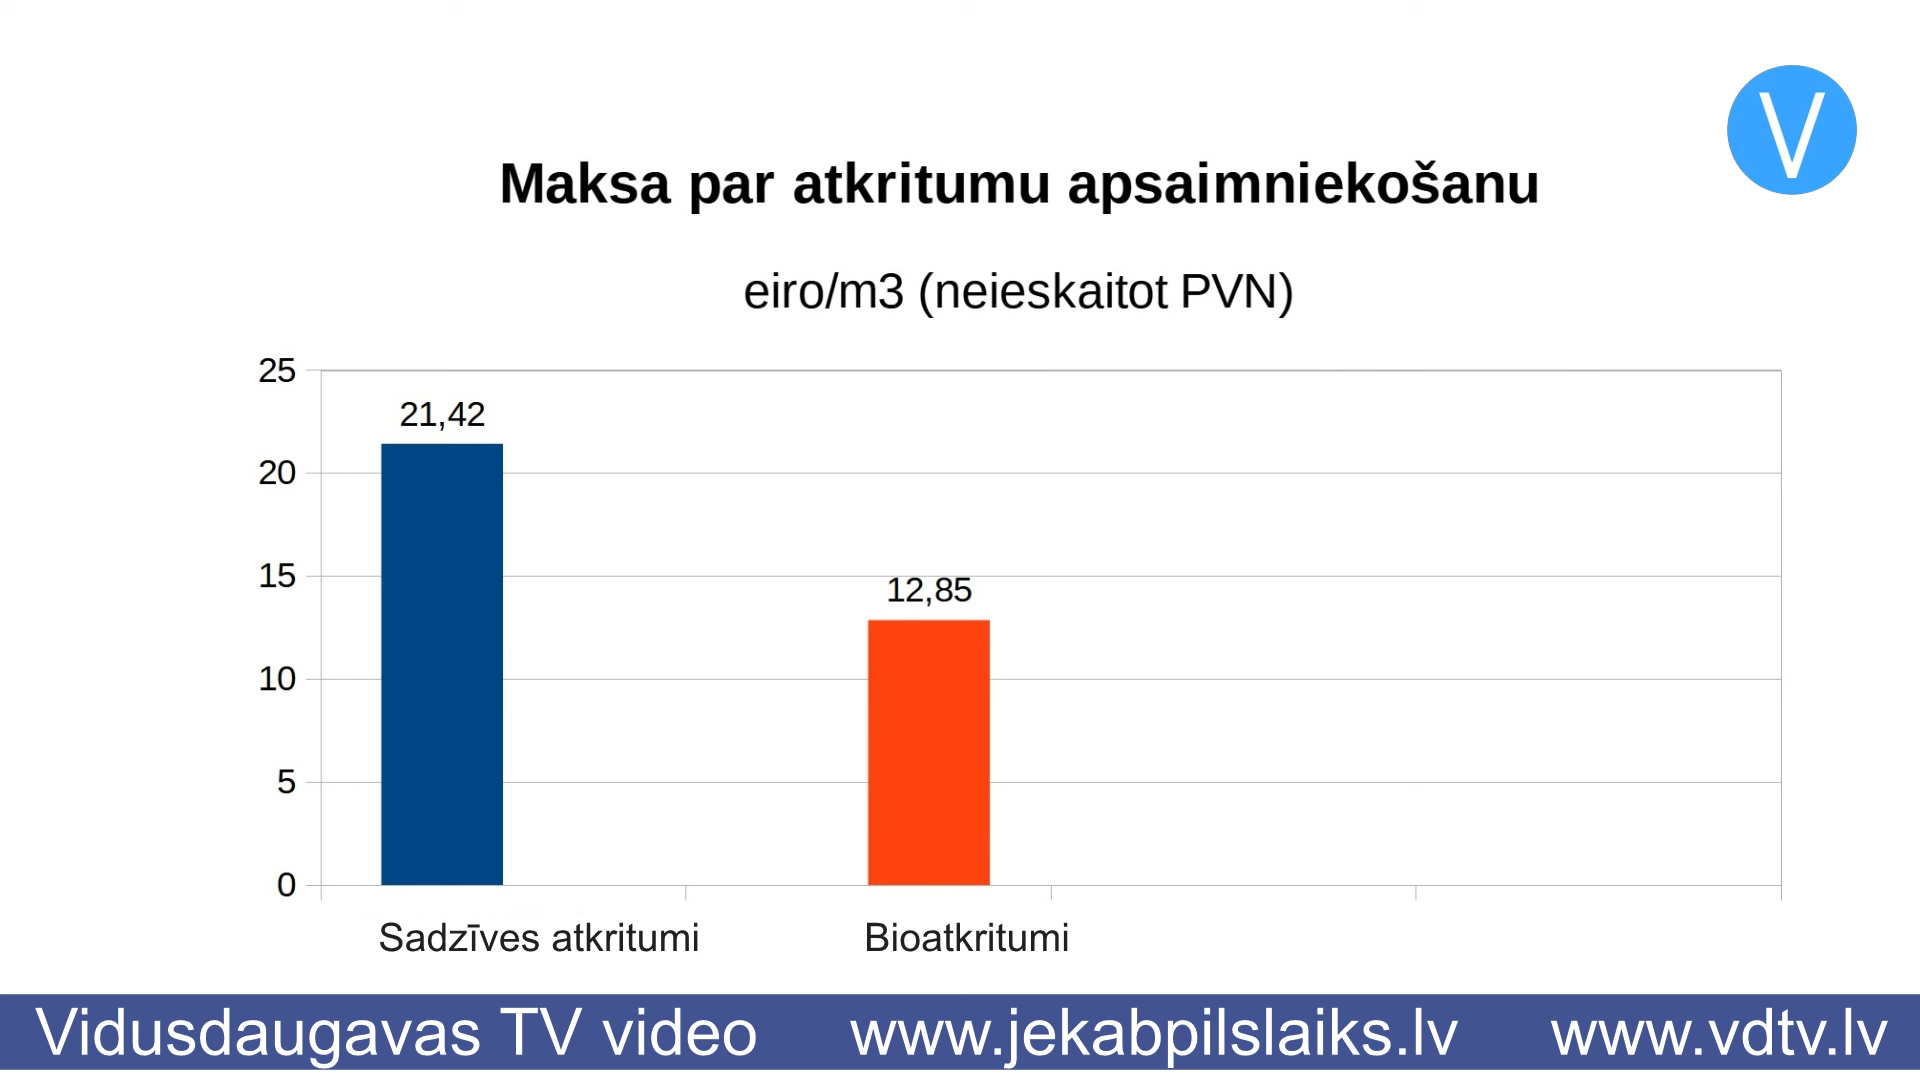 V
Maksa par atkritumu apsaimniekošanu
eiro/m3 (neieskaitot PVN)
25
21,42
20
15
12,85
10
5
0
Sadzīves atkritumi
Bioatkritumi
Vidusdaugavas TV video www.jekabpilslaiks.lv www.vdtv.lv